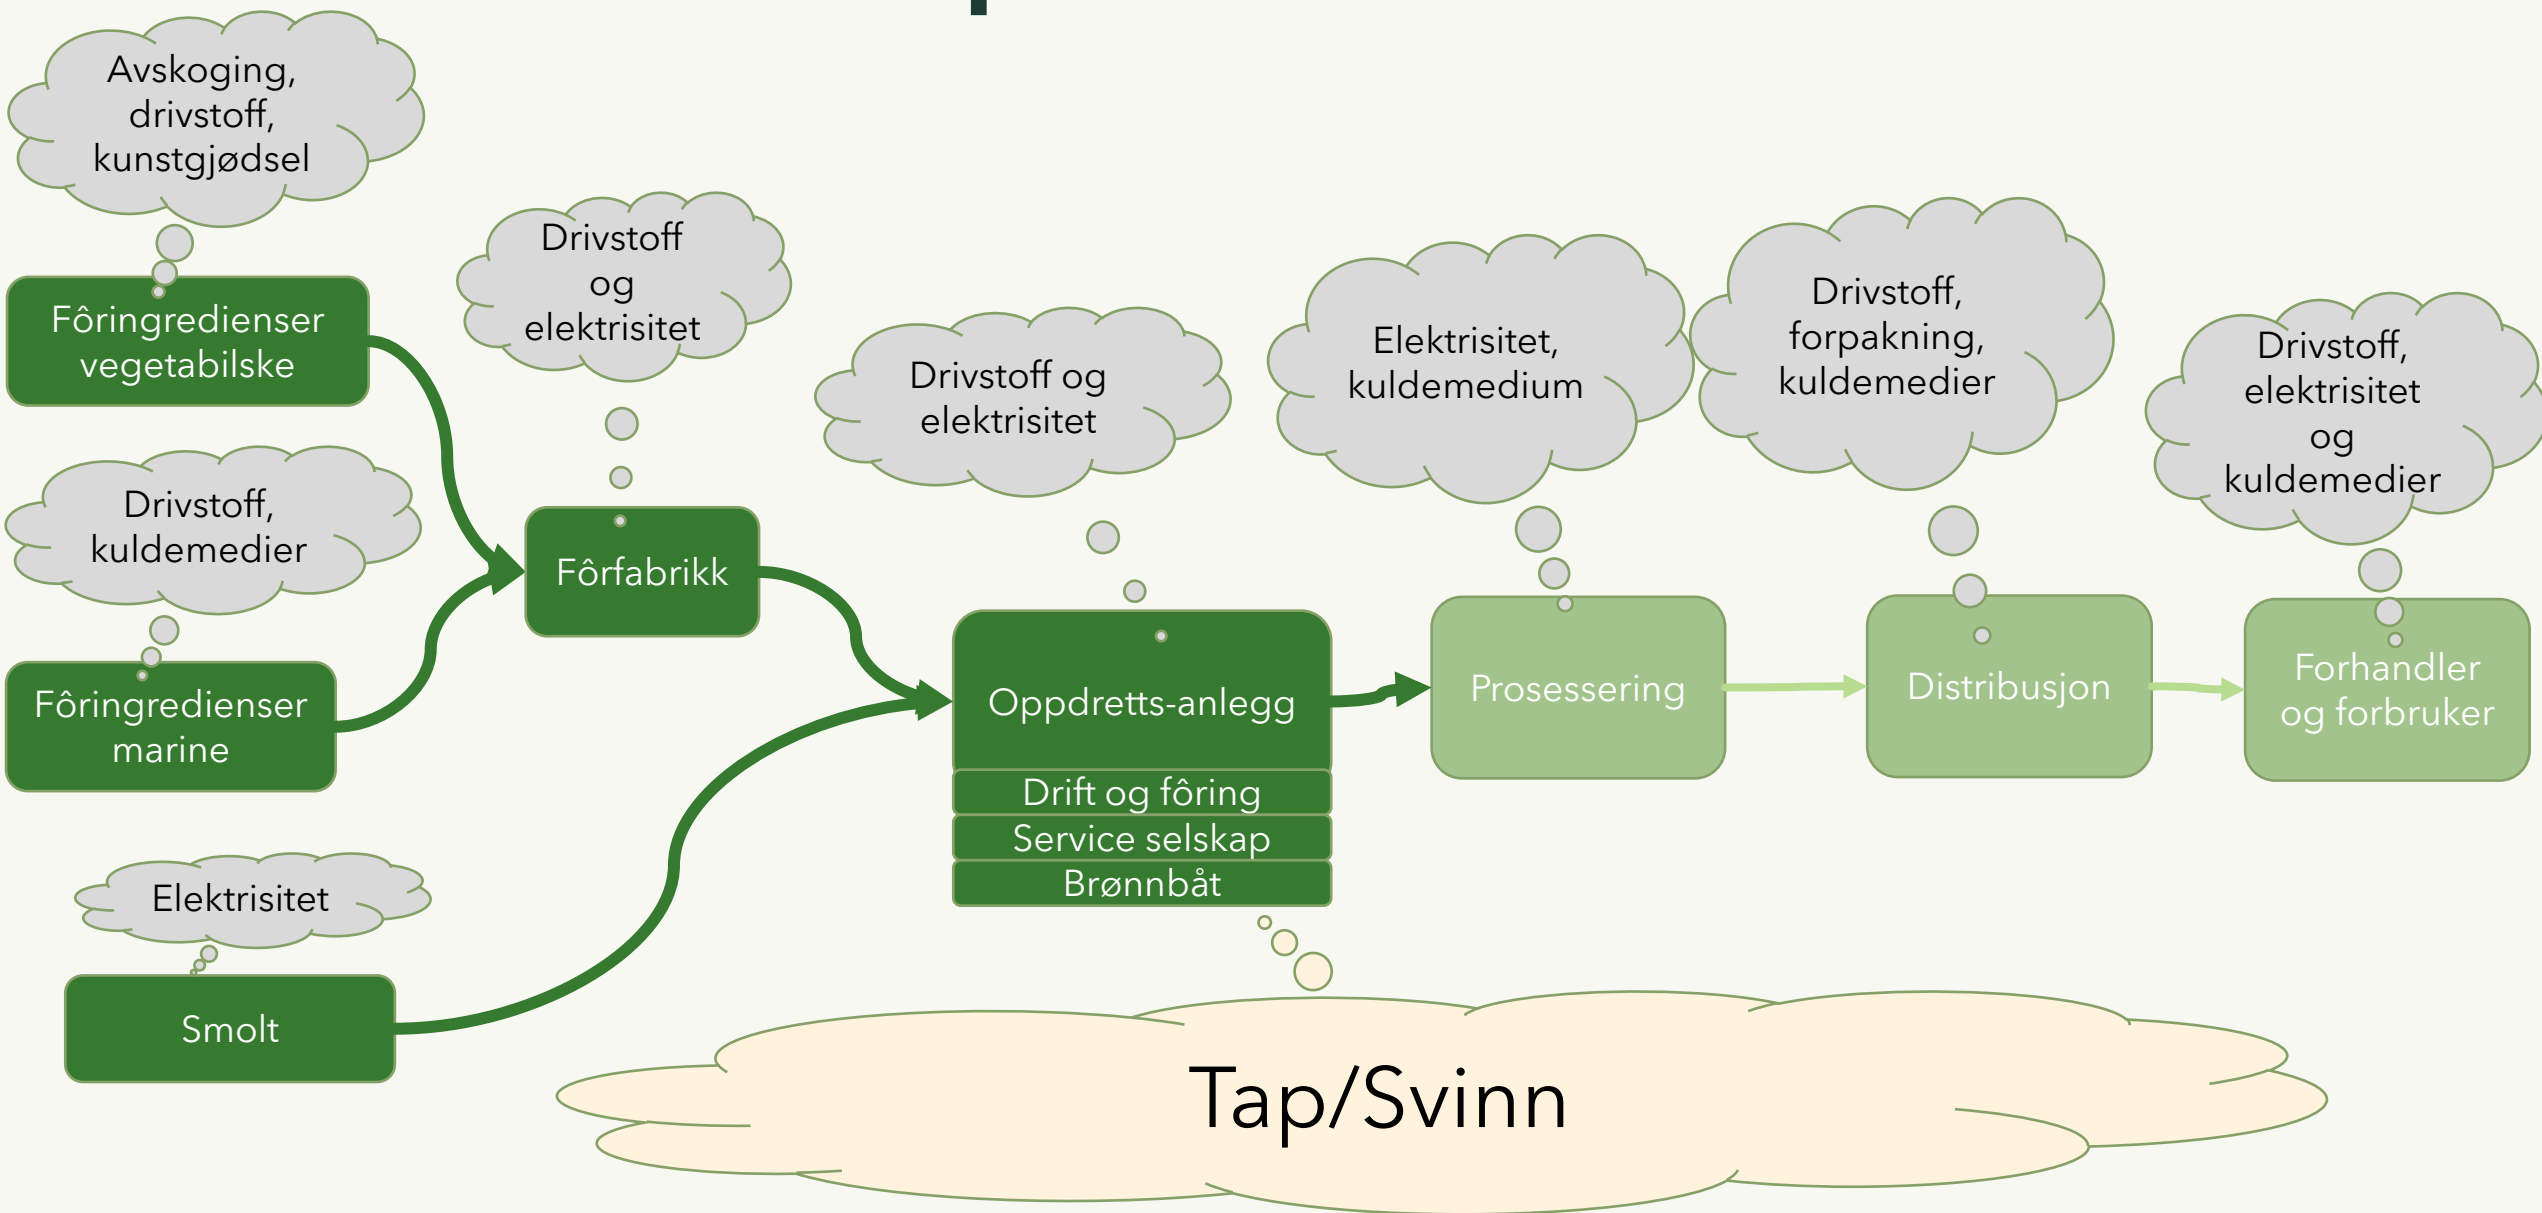 Avskoging,
drivstoff,
kunstgjødsel
Fôringredienser
vegetabilske
Drivstoff,
kuldemedier
Fôringredienser
marine
Elektrisitet
Smolt
Drivstoff
og
elektrisitet
Fôrfabrikk
Drivstoff og
elektrisitet
Oppdretts-anlegg
Drift og fôring
Service selskap
Brønnbåt
Elektrisitet,
kuldemedium
Prosessering
Drivstoff,
forpakning,
kuldemedier
Distribusjon
Drivstoff,
elektrisitet
og
kuldemedier
Forhandler
og forbruker
Tap/Svinn